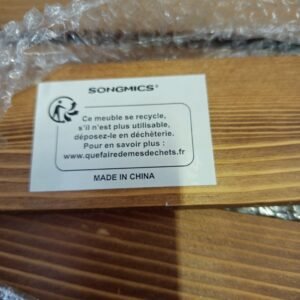 SONGMICS®
Ce meuble se recycle,
s'il n'est plus utilisable,
déposez-le en déchèterie.
Pour en savoir plus :
www.quefairedemesdechets.fr
MADE IN CHINA